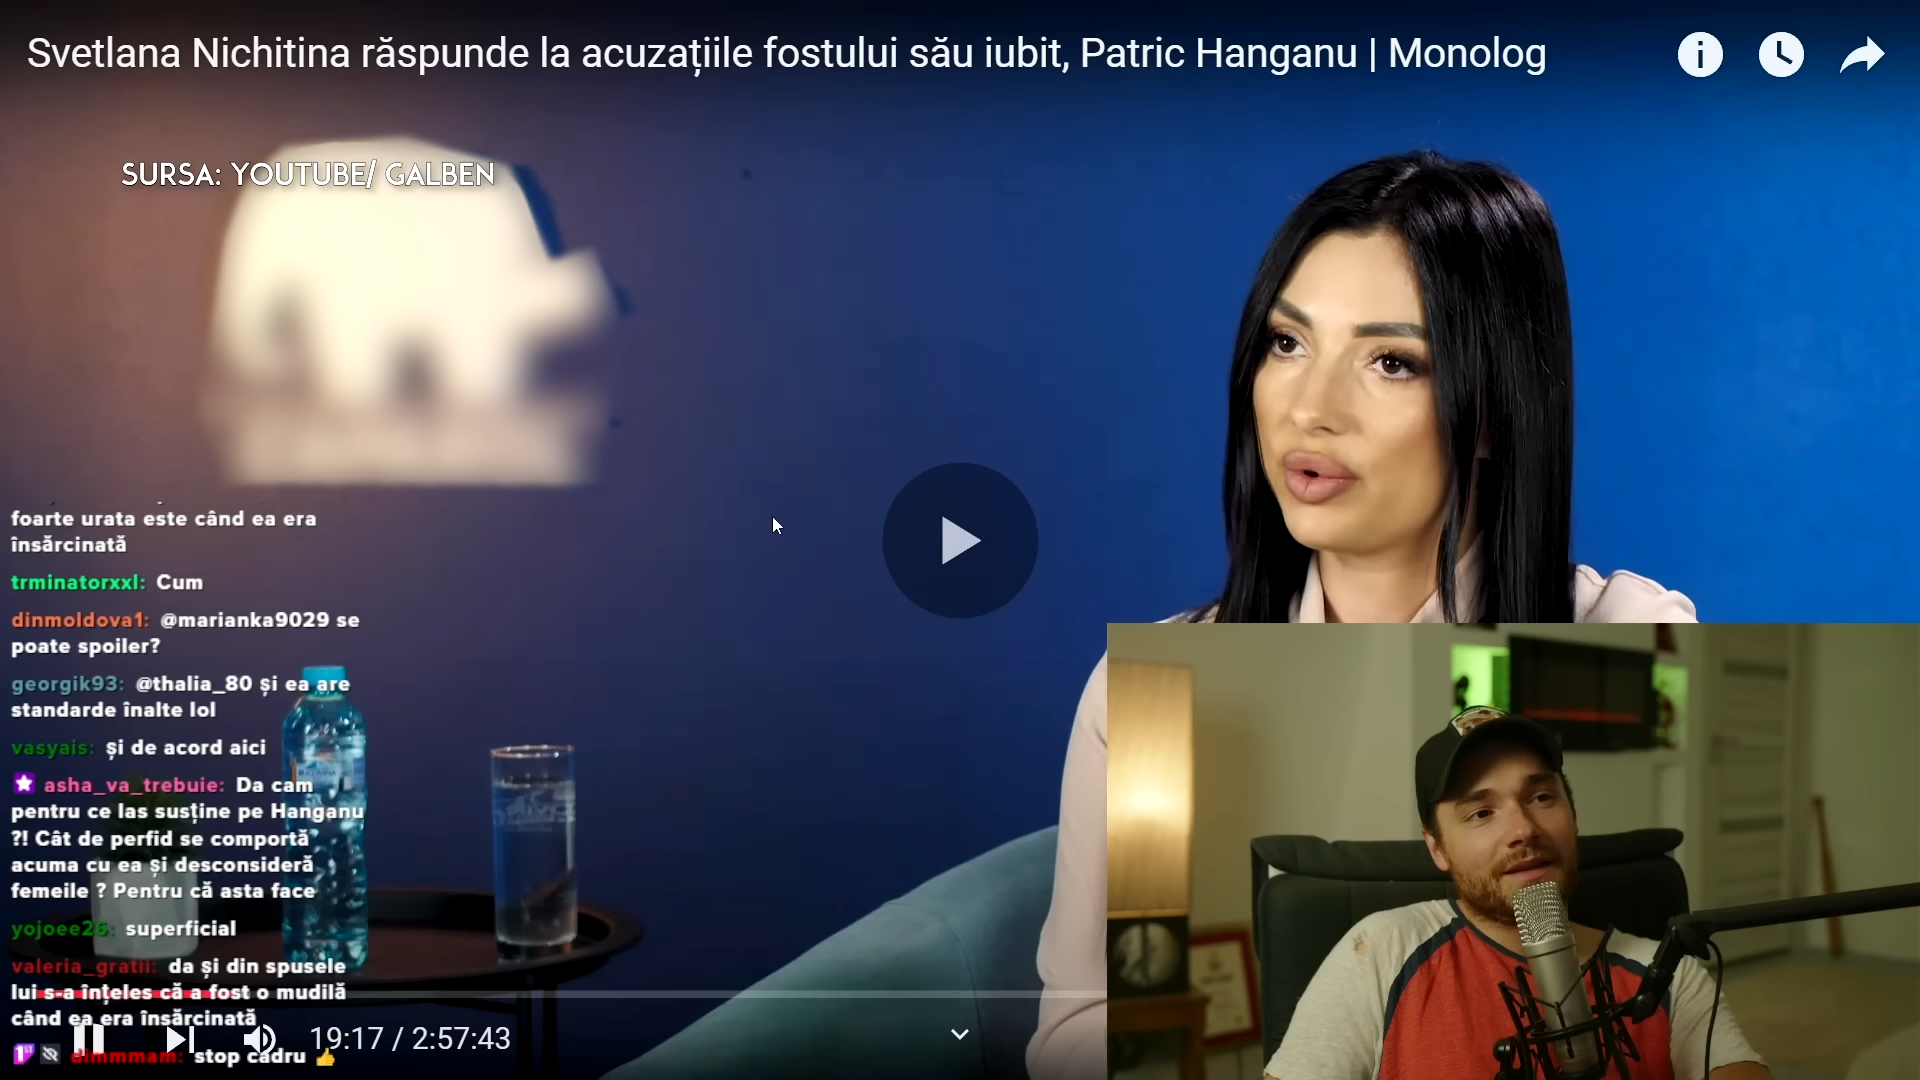 Svetlana Nichitina răspunde la acuzațiile fostului său iubit, Patric Hanganu | Monolog
SURSA: YOUTUBE/ GALBEN
foarte urata este când ea era
însărcinată
trminatorxxl: Cum
dinmoldova1: @marianka9029 se
poate spoiler?
georgik93: @thalia_80 și ea are
standarde înalte lol
vasyais: și de acord aici
asha_va_trebuie: Da cam
pentru ce las susține pe Hanganu
?! Cât de perfid se comportă
acuma cu ea și desconsideră
femeile ? Pentru că asta face
yojoee26: superficial
valeria_gratii: da și din spusele
lui s-a înțeles că a fost o mudilă
când ea era însărcinată
19:17 / 2:57:43
dimmmam: stop cadru 👍